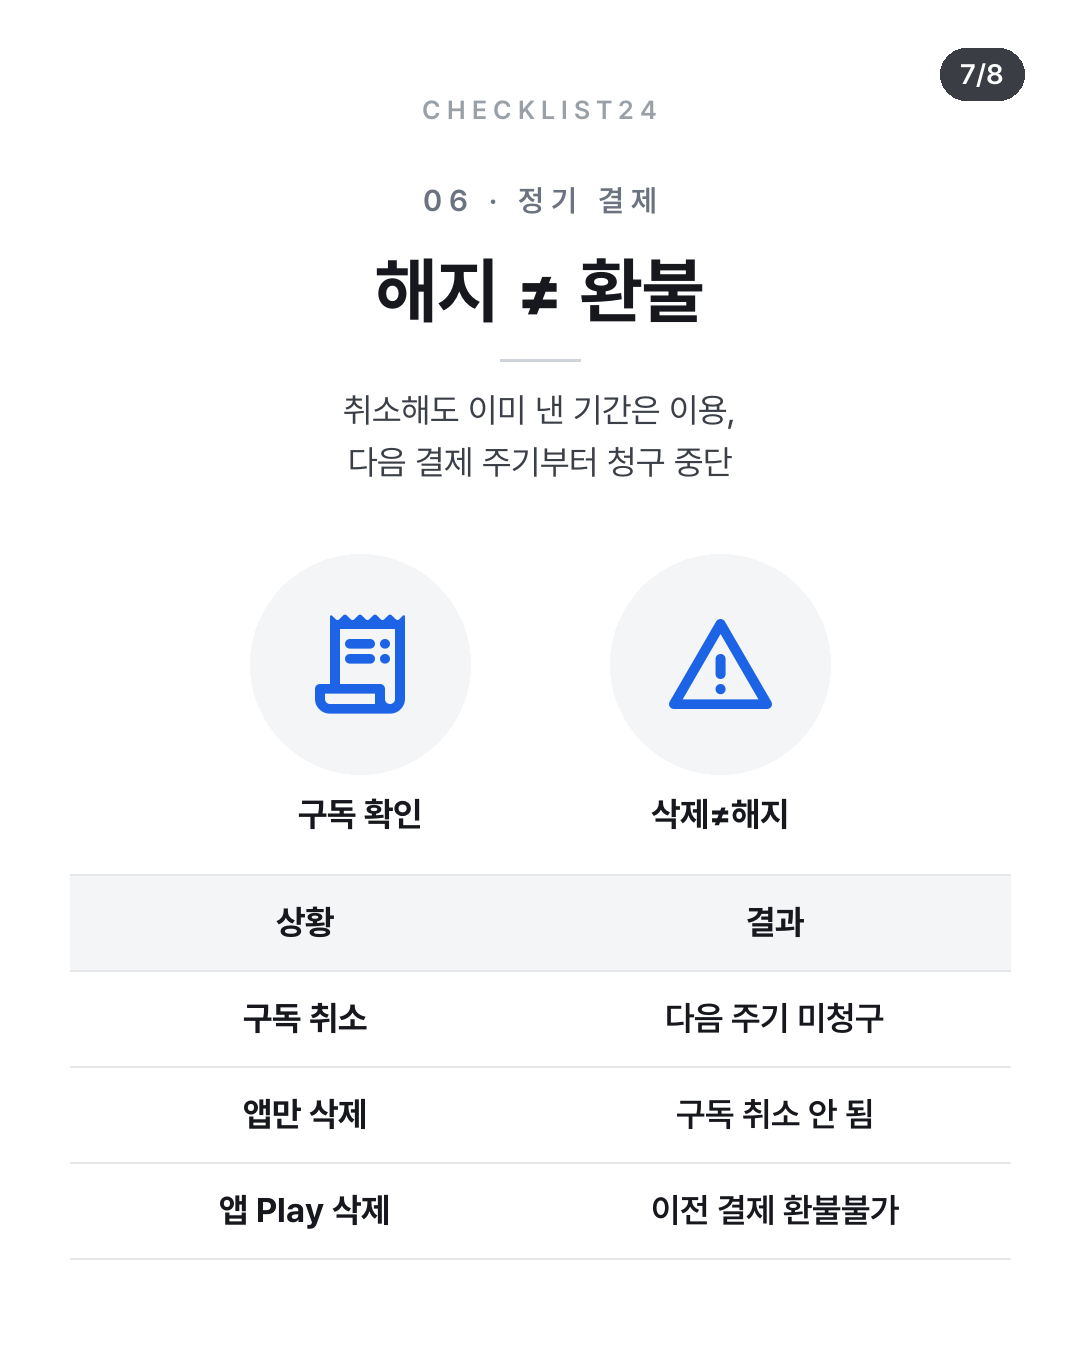 7/8
CHECKLIST24
06 · 정기 결제
해지 ≠ 환불
취소해도 이미 낸 기간은 이용,
다음 결제 주기부터 청구 중단
구독 확인
삭제≠해지
상황 결과
구독 취소 다음 주기 미청구
앱만 삭제 구독 취소 안 됨
앱 Play 삭제 이전 결제 환불불가